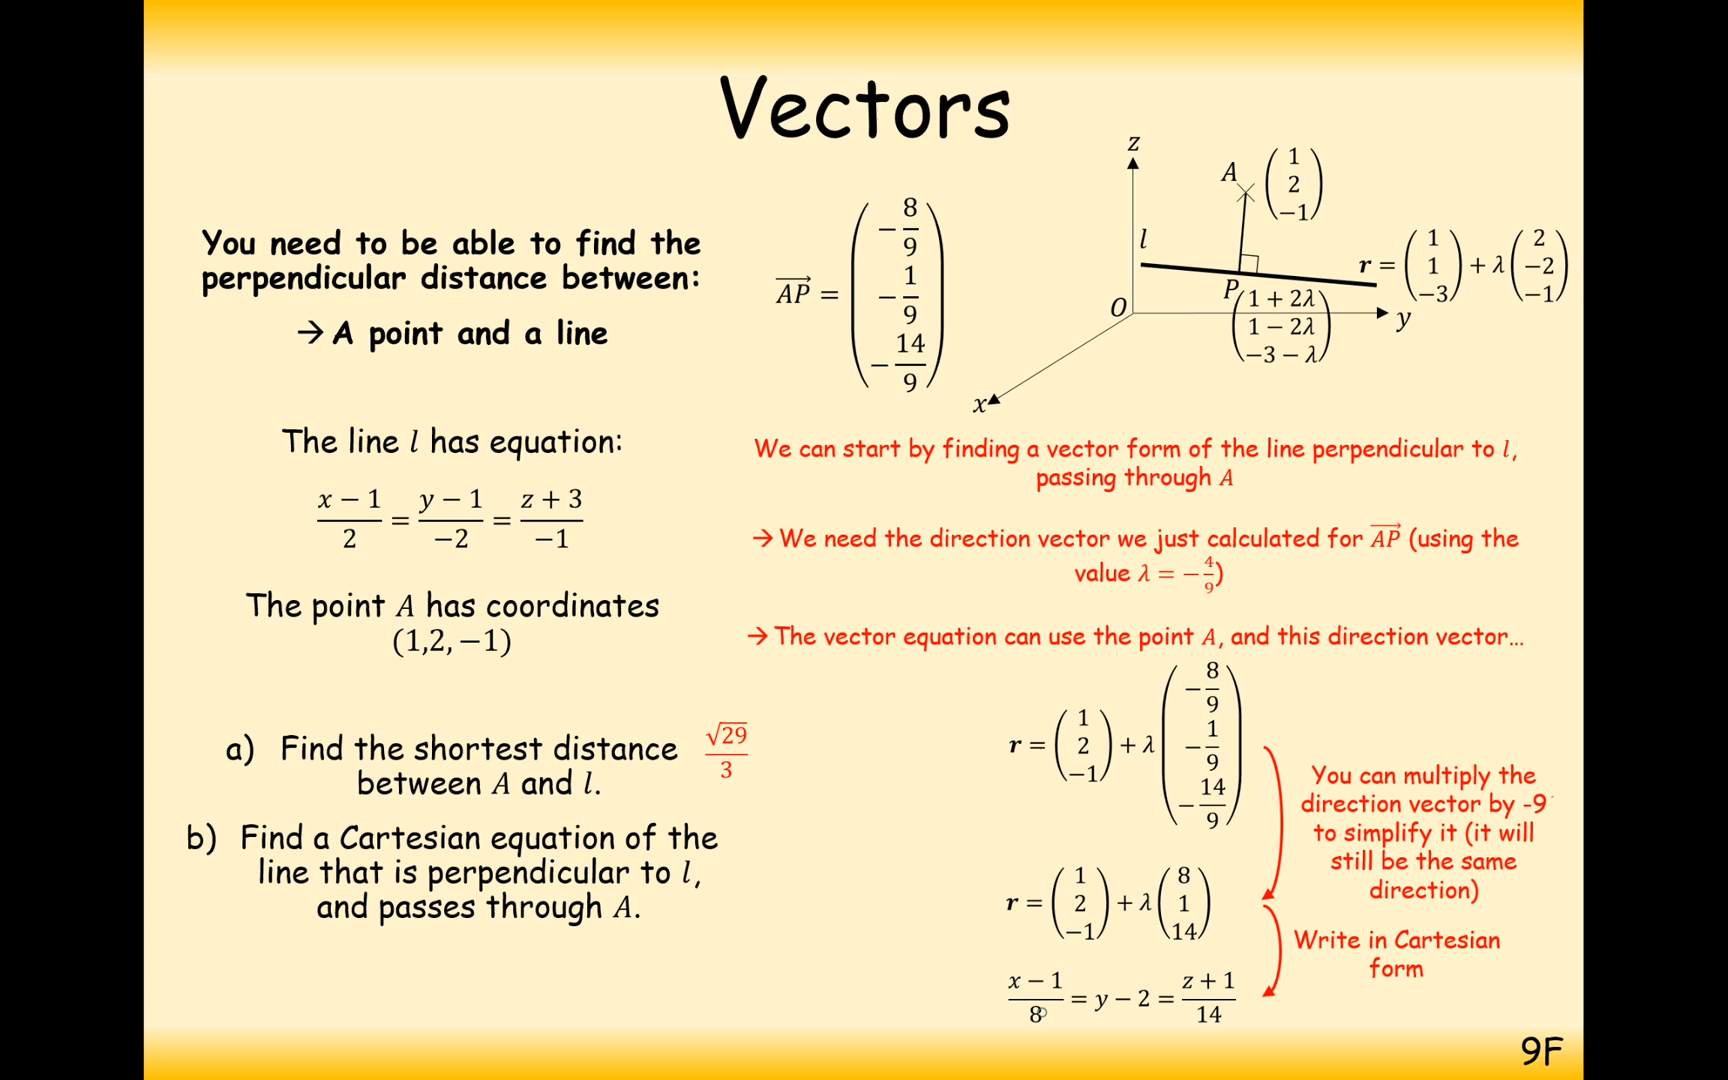 Vectors
You need to be able to find the
perpendicular distance between:
→ A point and a line
The line l has equation:
x − 1 / 2 = y − 1 / −2 = z + 3 / −1
The point A has coordinates
(1,2, −1)
a) Find the shortest distance
between A and l.
√29 / 3
b) Find a Cartesian equation of the
line that is perpendicular to l,
and passes through A.
AP⃗ = (−8/9, −1/9, −14/9)
z
A (1, 2, −1)
l
r = (1, 1, −3) + λ (2, −2, −1)
P (1 + 2λ, 1 − 2λ, −3 − λ)
O
y
x
We can start by finding a vector form of the line perpendicular to l,
passing through A
→ We need the direction vector we just calculated for AP⃗ (using the
value λ = −4/9)
→ The vector equation can use the point A, and this direction vector...
r = (1, 2, −1) + λ (−8/9, −1/9, −14/9)
You can multiply the
direction vector by -9
to simplify it (it will
still be the same
direction)
r = (1, 2, −1) + λ (8, 1, 14)
Write in Cartesian
form
x − 1 / 8 = y − 2 = z + 1 / 14
9F